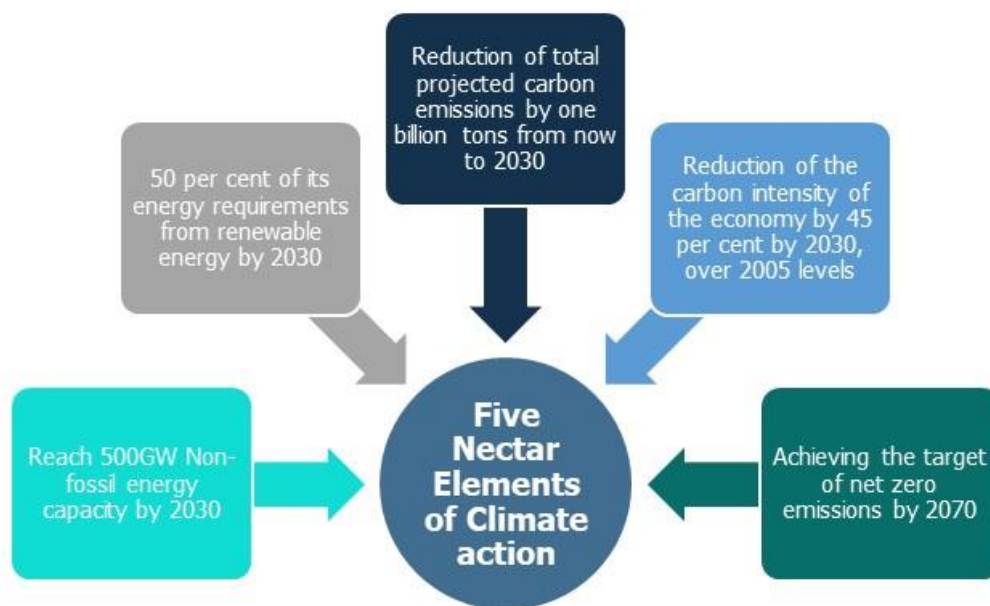 Reduction of total
projected carbon
emissions by one
billion tons from now
to 2030
50 per cent of its
energy requirements
from renewable
energy by 2030
Reduction of the
carbon intensity of
the economy by 45
per cent by 2030,
over 2005 levels
Reach 500GW Non-
fossil energy
capacity by 2030
Five
Nectar
Elements
of Climate
action
Achieving the target
of net zero
emissions by 2070